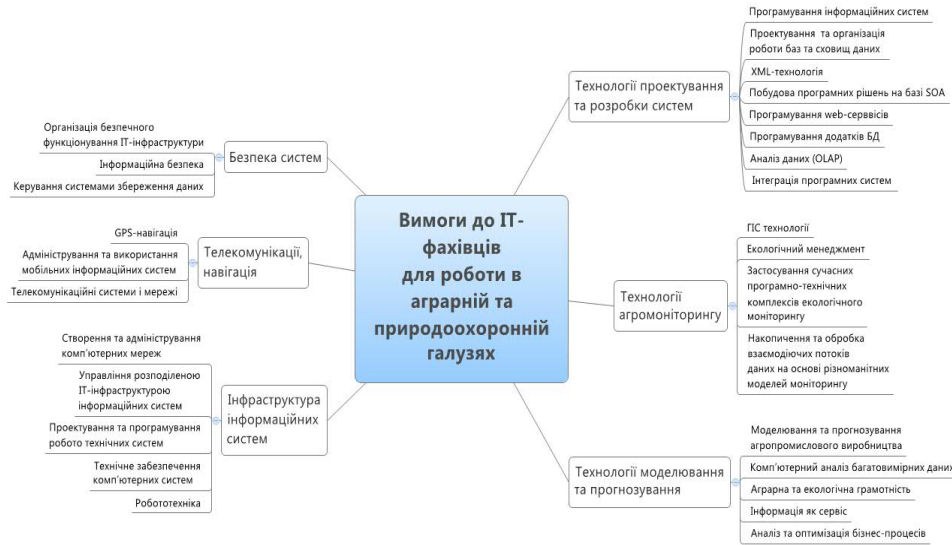 Вимоги до ІТ-
фахівців
для роботи в
аграрній та
природоохоронній
галузях
Безпека систем
Організація безпечного
функціонування ІТ-інфраструктури
Інформаційна безпека
Керування системами збереження даних
Телекомунікації,
навігація
GPS-навігація
Адміністрування та використання
мобільних інформаційних систем
Телекомунікаційні системи і мережі
Інфраструктура
інформаційних
систем
Створення та адміністрування
комп'ютерних мереж
Управління розподіленою
ІТ-інфраструктурою
інформаційних систем
Проектування та програмування
робото технічних систем
Технічне забезпечення
комп'ютерних систем
Робототехніка
Технології проектування
та розробки систем
Програмування інформаційних систем
Проектування та організація
роботи баз та сховищ даних
XML-технологія
Побудова програмних рішень на базі SOA
Програмування web-серввісів
Програмування додатків БД
Аналіз даних (OLAP)
Інтеграція програмних систем
Технології
агромоніторингу
ГІС технології
Екологічний менеджмент
Застосування сучасних
програмно-технічних
комплексів екологічного
моніторингу
Накопичення та обробка
взаємодіючих потоків
даних на основі різноманітних
моделей моніторингу
Технології моделювання
та прогнозування
Моделювання та прогнозування
агропромислового виробництва
Комп'ютерний аналіз багатовимірних даних
Аграрна та екологічна грамотність
Інформація як сервіс
Аналіз та оптимізація бізнес-процесів